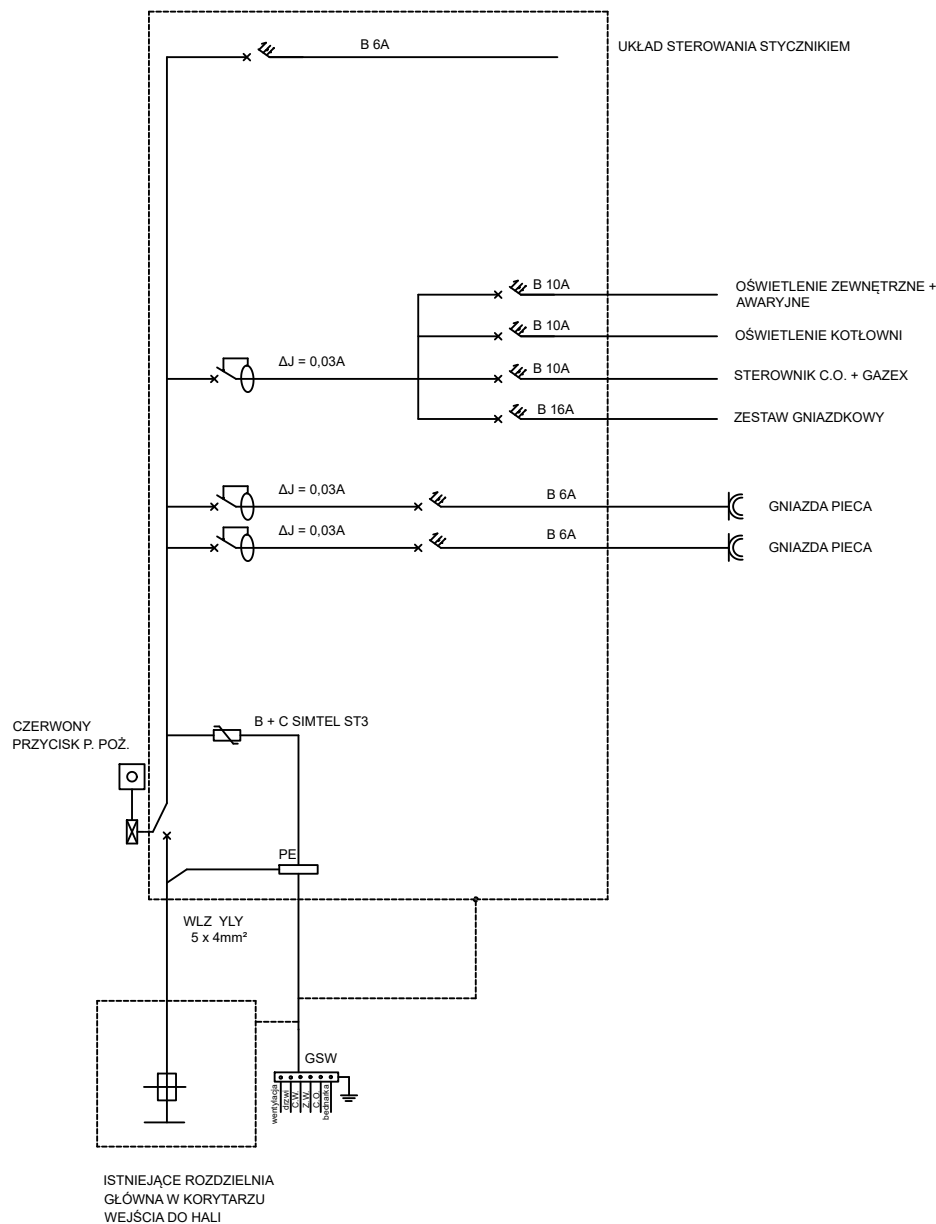 B 6A
UKŁAD STEROWANIA STYCZNIKIEM
B 10A
OŚWIETLENIE ZEWNĘTRZNE +
AWARYJNE
B 10A
OŚWIETLENIE KOTŁOWNI
ΔJ = 0,03A
B 10A
STEROWNIK C.O. + GAZEX
B 16A
ZESTAW GNIAZDKOWY
ΔJ = 0,03A
B 6A
GNIAZDA PIECA
ΔJ = 0,03A
B 6A
GNIAZDA PIECA
B + C SIMTEL ST3
CZERWONY
PRZYCISK P. POŻ.
PE
WLZ YLY
5 x 4mm²
GSW
wentylacja
drzwi
C.W.
Z.W.
C.O.
bednarka
ISTNIEJĄCE ROZDZIELNIA
GŁÓWNA W KORYTARZU
WEJŚCIA DO HALI